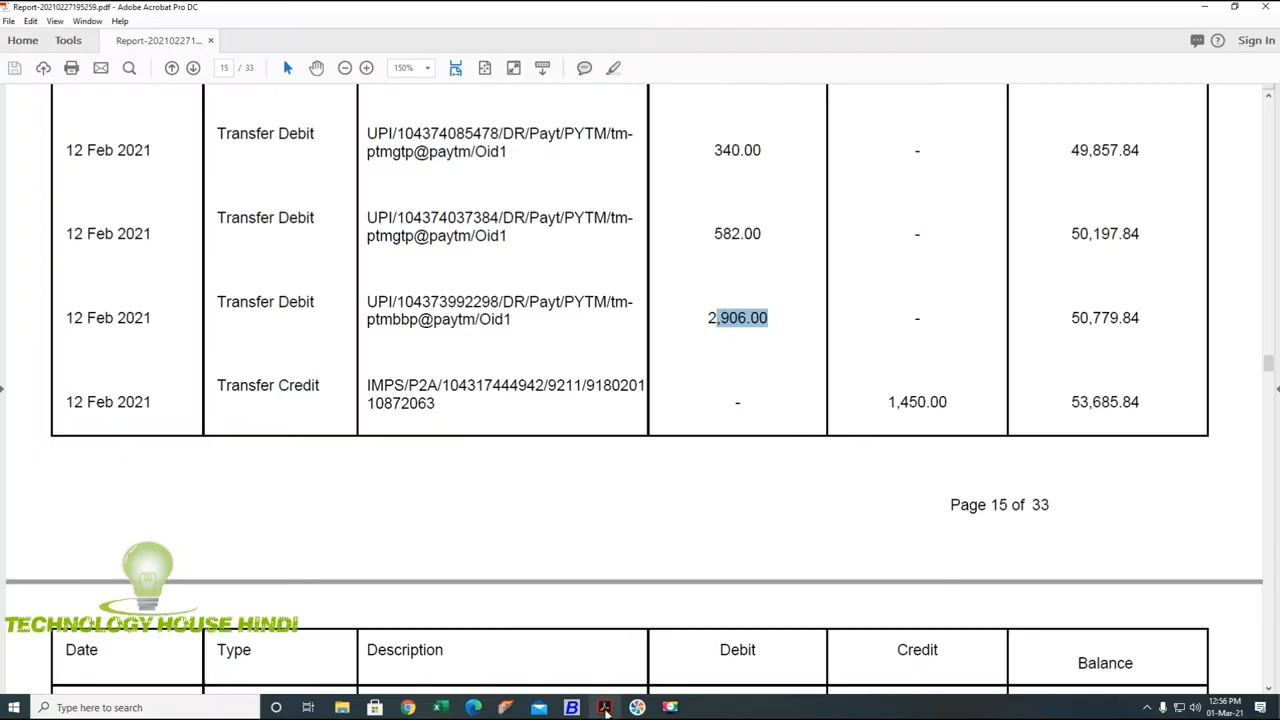 Report-20210227195259.pdf - Adobe Acrobat Pro DC
File Edit View Window Help
Home Tools Report-202102271... × Sign In
15 / 33 150%
12 Feb 2021 Transfer Debit UPI/104374085478/DR/Payt/PYTM/tm-
ptmgtp@paytm/Oid1 340.00 - 49,857.84
12 Feb 2021 Transfer Debit UPI/104374037384/DR/Payt/PYTM/tm-
ptmgtp@paytm/Oid1 582.00 - 50,197.84
12 Feb 2021 Transfer Debit UPI/104373992298/DR/Payt/PYTM/tm-
ptmbbp@paytm/Oid1 2,906.00 - 50,779.84
12 Feb 2021 Transfer Credit IMPS/P2A/104317444942/9211/9180201
10872063 - 1,450.00 53,685.84
Page 15 of 33
TECHNOLOGY HOUSE HINDI
Date Type Description Debit Credit Balance
Type here to search
12:56 PM
01-Mar-21